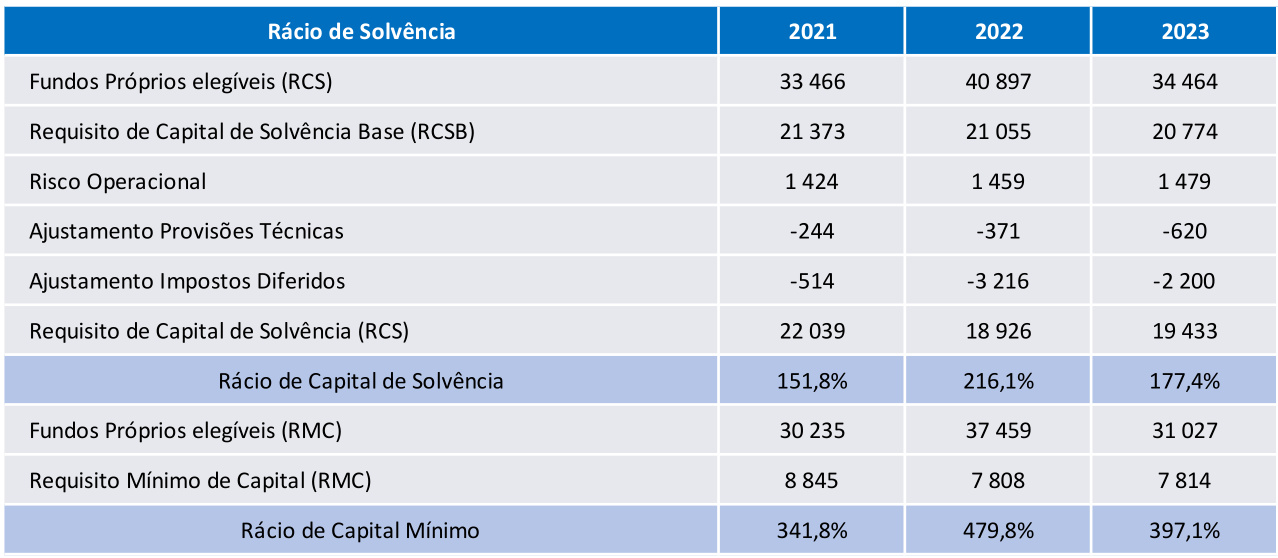 Rácio de Solvência 2021 2022 2023
Fundos Próprios elegíveis (RCS) 33 466 40 897 34 464
Requisito de Capital de Solvência Base (RCSB) 21 373 21 055 20 774
Risco Operacional 1 424 1 459 1 479
Ajustamento Provisões Técnicas -244 -371 -620
Ajustamento Impostos Diferidos -514 -3 216 -2 200
Requisito de Capital de Solvência (RCS) 22 039 18 926 19 433
Rácio de Capital de Solvência 151,8% 216,1% 177,4%
Fundos Próprios elegíveis (RMC) 30 235 37 459 31 027
Requisito Mínimo de Capital (RMC) 8 845 7 808 7 814
Rácio de Capital Mínimo 341,8% 479,8% 397,1%